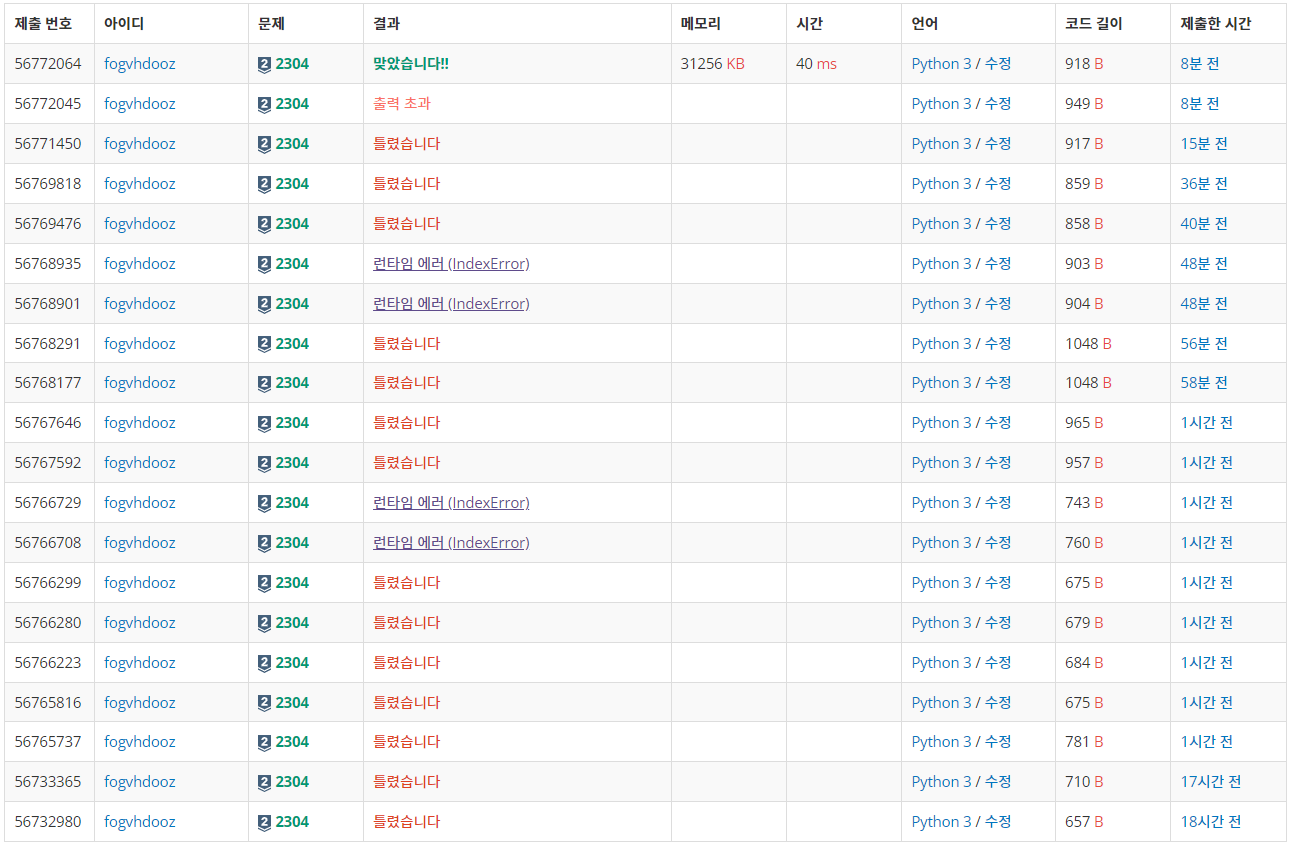 제출 번호 아이디 문제 결과 메모리 시간 언어 코드 길이 제출한 시간
56772064 fogvhdooz 2 2304 맞았습니다!! 31256 KB 40 ms Python 3 / 수정 918 B 8분 전
56772045 fogvhdooz 2 2304 출력 초과 Python 3 / 수정 949 B 8분 전
56771450 fogvhdooz 2 2304 틀렸습니다 Python 3 / 수정 917 B 15분 전
56769818 fogvhdooz 2 2304 틀렸습니다 Python 3 / 수정 859 B 36분 전
56769476 fogvhdooz 2 2304 틀렸습니다 Python 3 / 수정 858 B 40분 전
56768935 fogvhdooz 2 2304 런타임 에러 (IndexError) Python 3 / 수정 903 B 48분 전
56768901 fogvhdooz 2 2304 런타임 에러 (IndexError) Python 3 / 수정 904 B 48분 전
56768291 fogvhdooz 2 2304 틀렸습니다 Python 3 / 수정 1048 B 56분 전
56768177 fogvhdooz 2 2304 틀렸습니다 Python 3 / 수정 1048 B 58분 전
56767646 fogvhdooz 2 2304 틀렸습니다 Python 3 / 수정 965 B 1시간 전
56767592 fogvhdooz 2 2304 틀렸습니다 Python 3 / 수정 957 B 1시간 전
56766729 fogvhdooz 2 2304 런타임 에러 (IndexError) Python 3 / 수정 743 B 1시간 전
56766708 fogvhdooz 2 2304 런타임 에러 (IndexError) Python 3 / 수정 760 B 1시간 전
56766299 fogvhdooz 2 2304 틀렸습니다 Python 3 / 수정 675 B 1시간 전
56766280 fogvhdooz 2 2304 틀렸습니다 Python 3 / 수정 679 B 1시간 전
56766223 fogvhdooz 2 2304 틀렸습니다 Python 3 / 수정 684 B 1시간 전
56765816 fogvhdooz 2 2304 틀렸습니다 Python 3 / 수정 675 B 1시간 전
56765737 fogvhdooz 2 2304 틀렸습니다 Python 3 / 수정 781 B 1시간 전
56733365 fogvhdooz 2 2304 틀렸습니다 Python 3 / 수정 710 B 17시간 전
56732980 fogvhdooz 2 2304 틀렸습니다 Python 3 / 수정 657 B 18시간 전